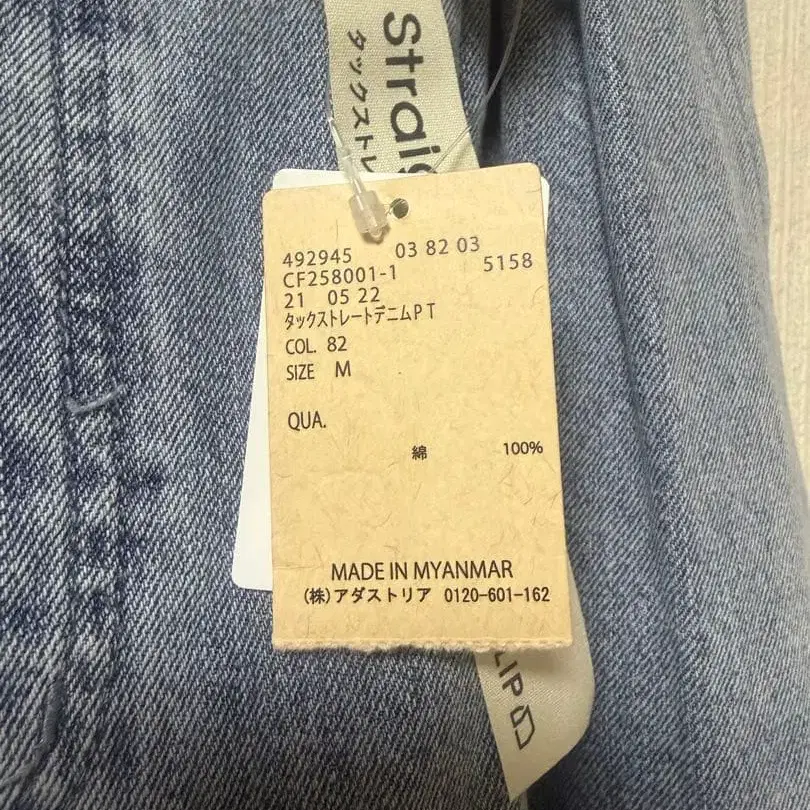 Straig
タックストレ
492945 03 82 03
CF258001-1 5158
21 05 22
タックストレートデニムPT
COL. 82
SIZE M
QUA.
綿 100%
MADE IN MYANMAR
(株)アダストリア 0120-601-162
LIP